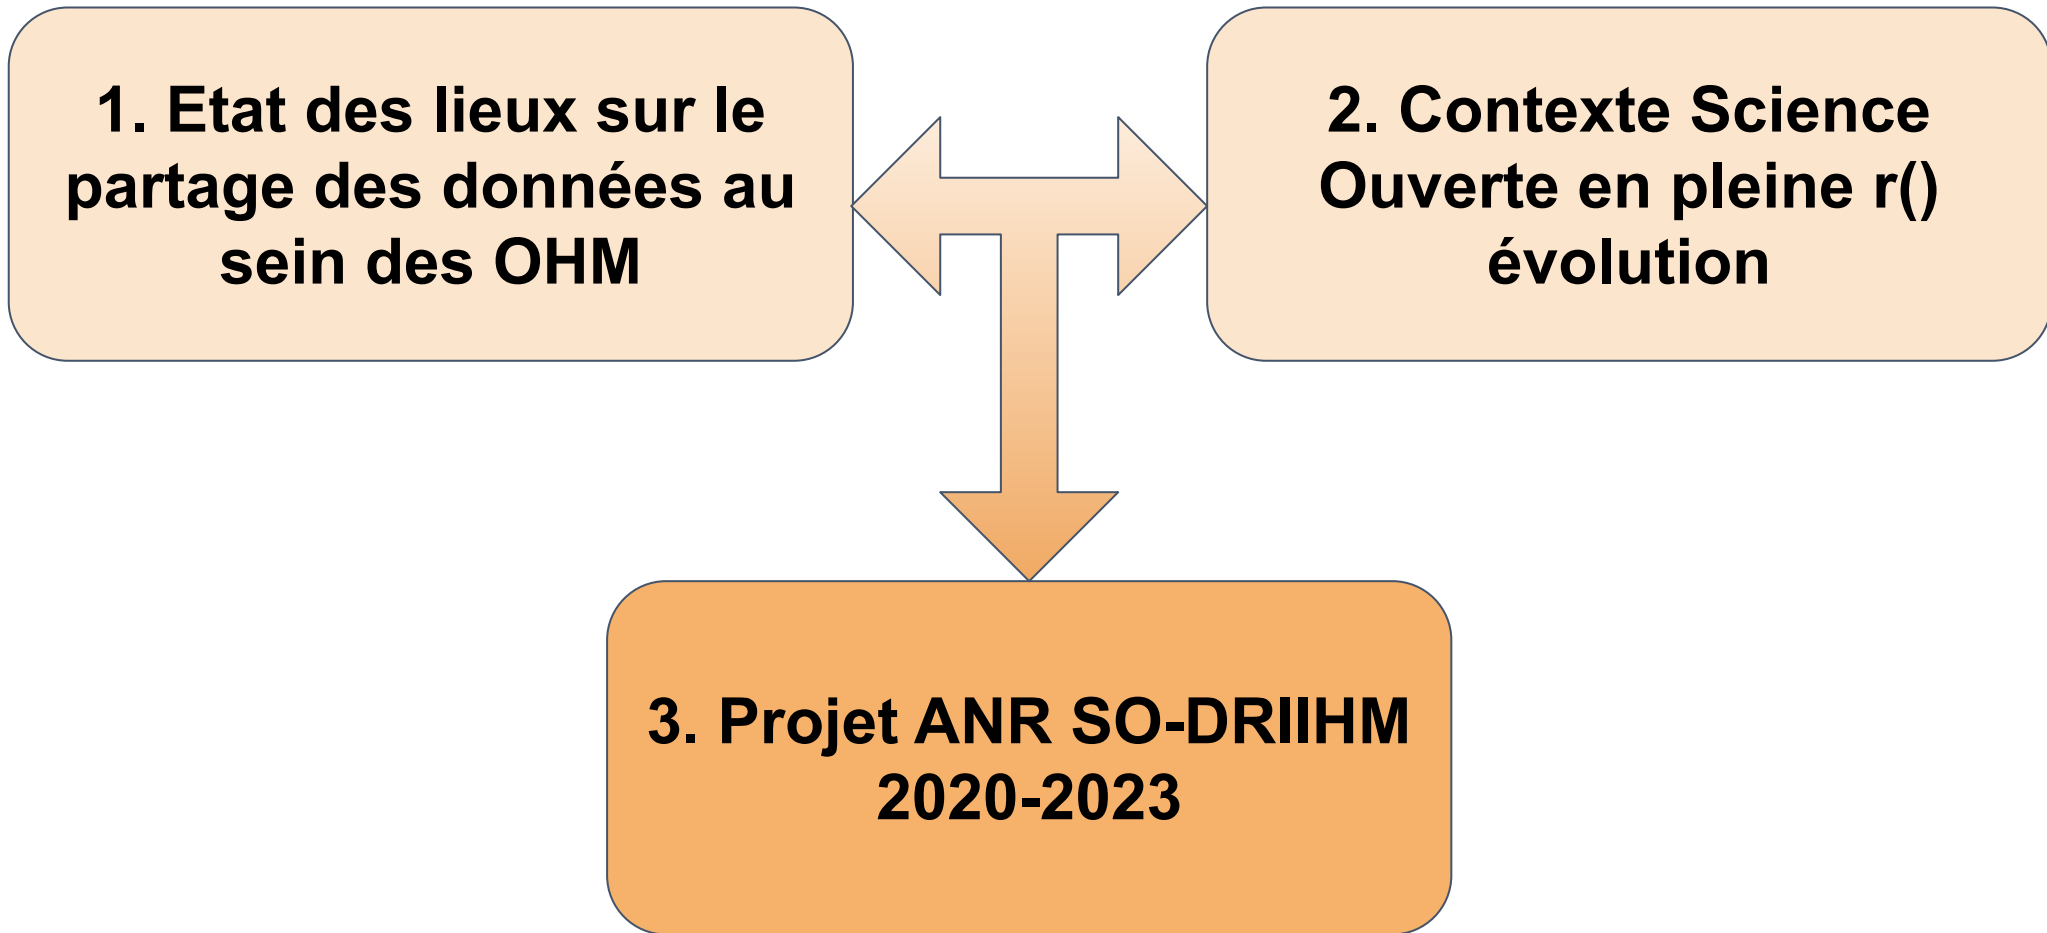 1. Etat des lieux sur le
partage des données au
sein des OHM
2. Contexte Science
Ouverte en pleine r()
évolution
3. Projet ANR SO-DRIIHM
2020-2023